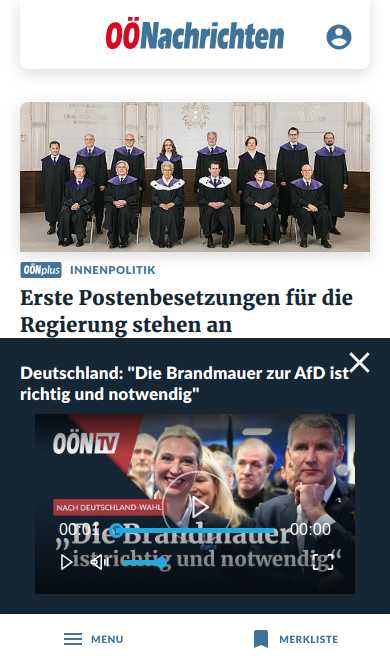 OÖNachrichten
OÖNplus INNENPOLITIK
Erste Postenbesetzungen für die
Regierung stehen an
Deutschland: "Die Brandmauer zur AfD ist
richtig und notwendig"
OÖN TV
NACH DEUTSCHLAND-WAHL
00:01
00:00
„Die Brandmauer
ist richtig und notwendig“
MENU
MERKLISTE